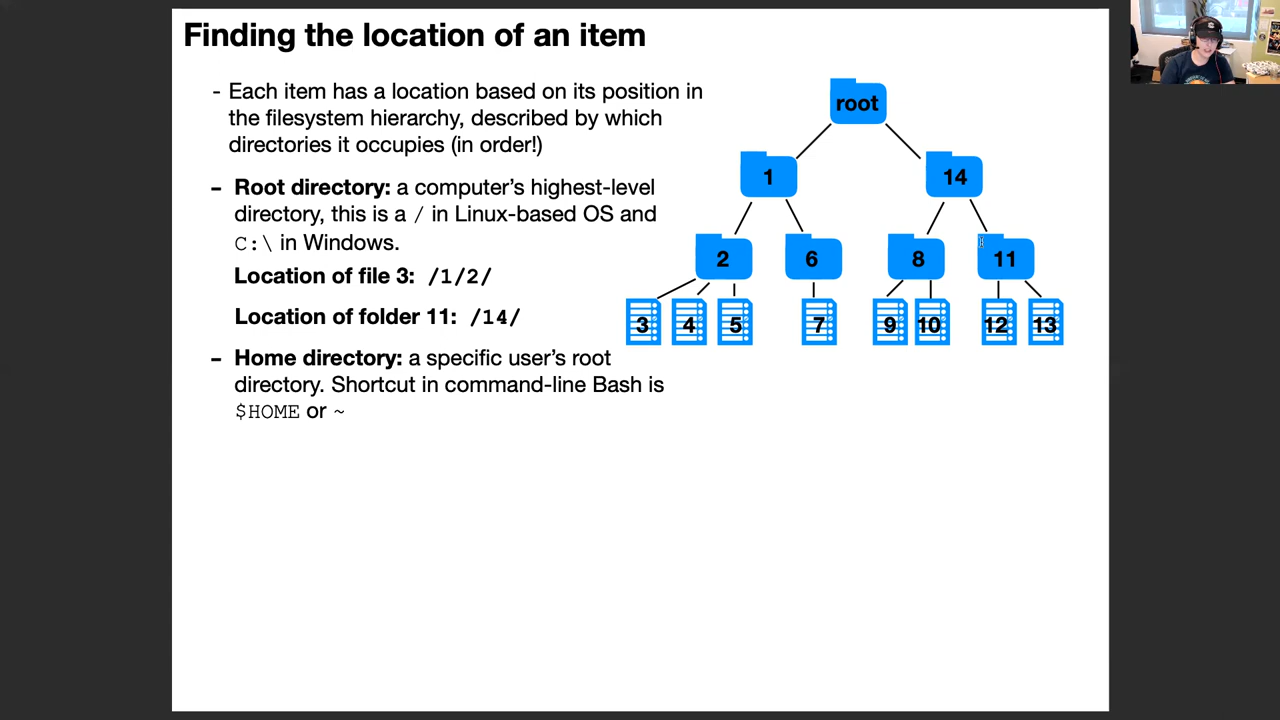 Finding the location of an item
- Each item has a location based on its position in
the filesystem hierarchy, described by which
directories it occupies (in order!)
- Root directory: a computer's highest-level
directory, this is a / in Linux-based OS and
C:\ in Windows.
Location of file 3: /1/2/
Location of folder 11: /14/
- Home directory: a specific user's root
directory. Shortcut in command-line Bash is
$HOME or ~
root
1 14
2 6 8 11
3 4 5 7 9 10 12 13